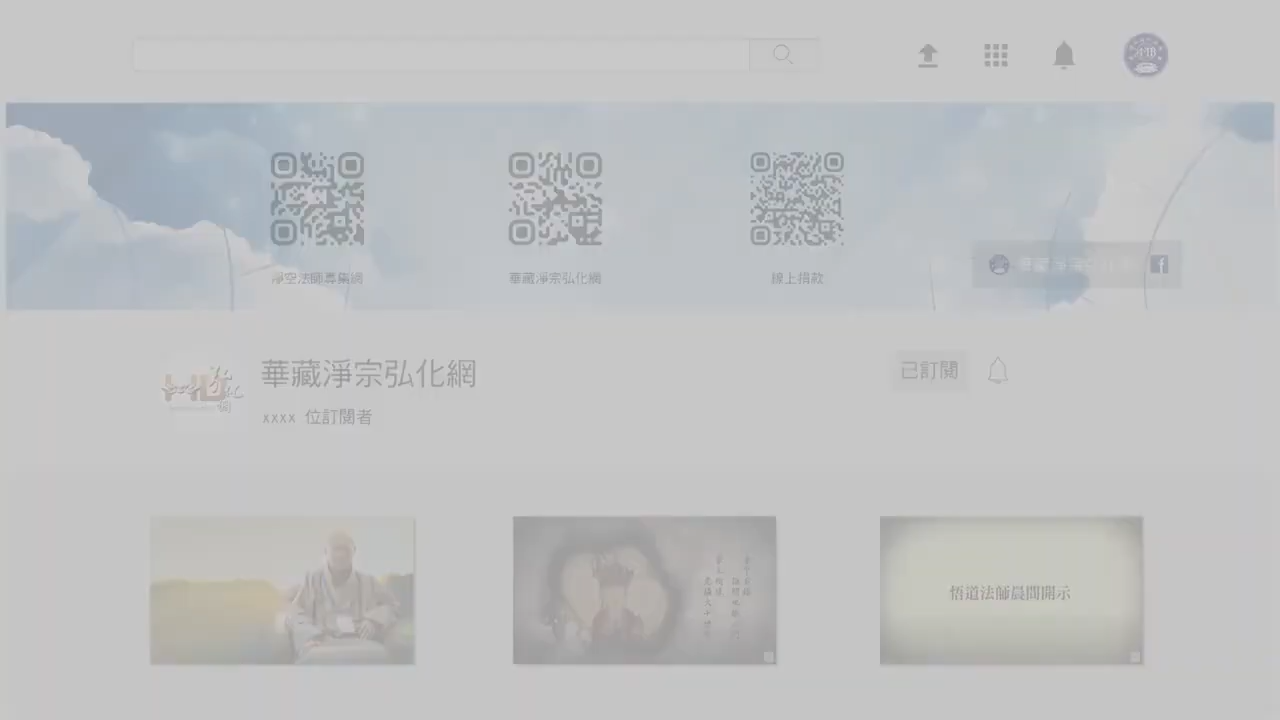 淨空法師專集網
華藏淨宗弘化網
線上捐款
華藏淨宗弘化網
xxxx 位訂閱者
已訂閱
悟道法師晨間開示